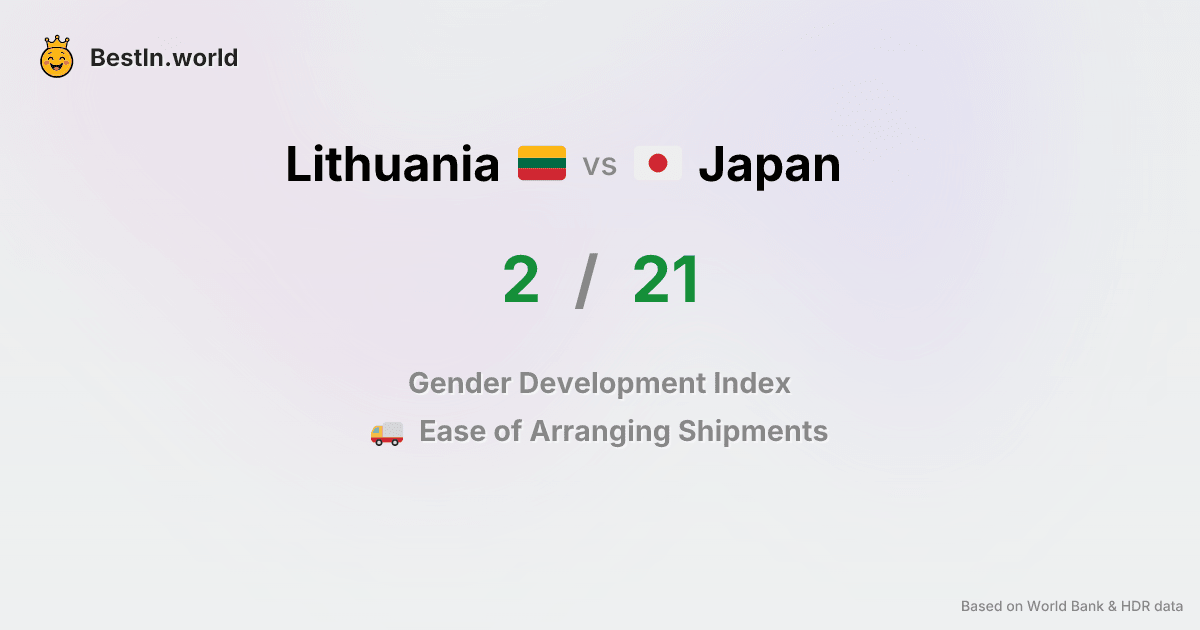 BestIn.world
Lithuania vs Japan
2 / 21
Gender Development Index
Ease of Arranging Shipments
Based on World Bank & HDR data